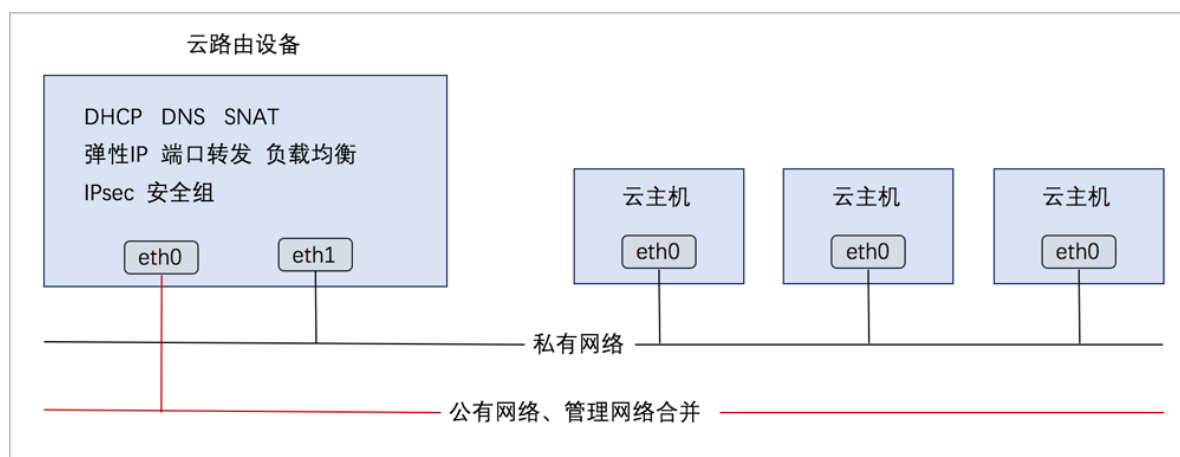 云路由设备
DHCP DNS SNAT
弹性IP 端口转发 负载均衡
IPsec 安全组
eth0
eth1
云主机
eth0
云主机
eth0
云主机
eth0
私有网络
公有网络、管理网络合并